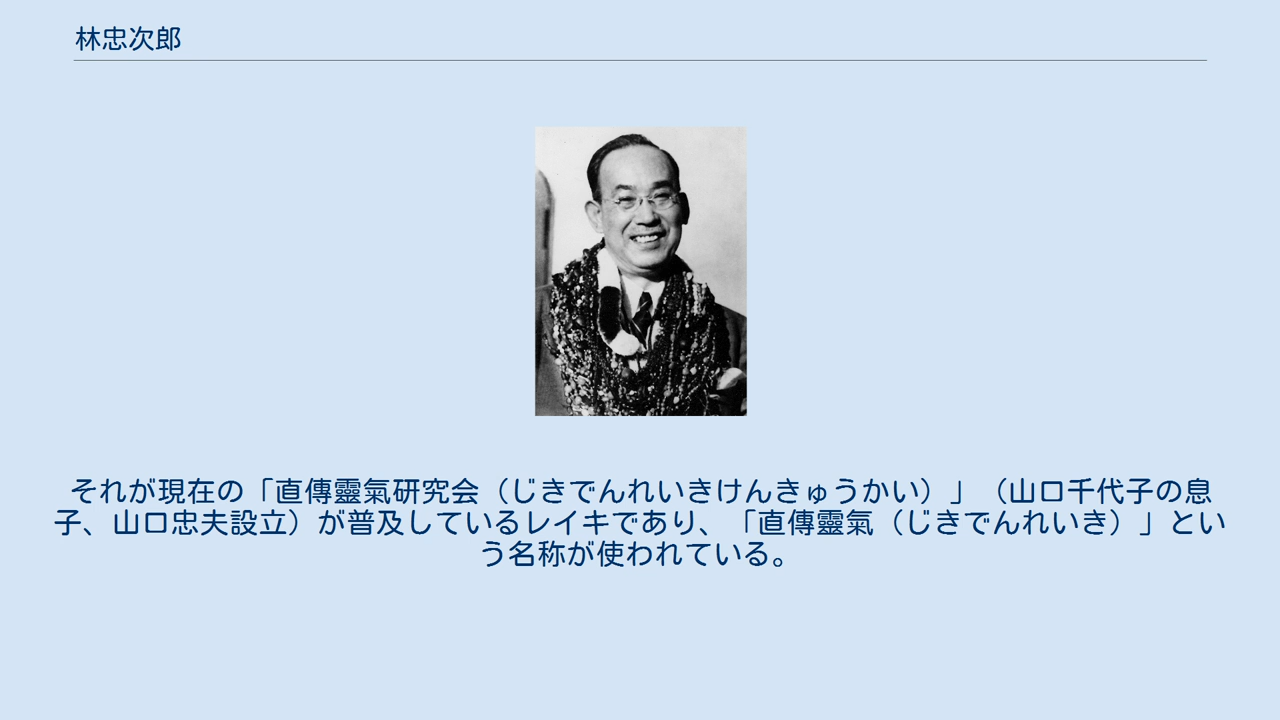 林忠次郎
それが現在の「直傳靈氣研究会（じきでんれいきけんきゅうかい）」（山口千代子の息
子、山口忠夫設立）が普及しているレイキであり、「直傳靈氣（じきでんれいき）」とい
う名称が使われている。